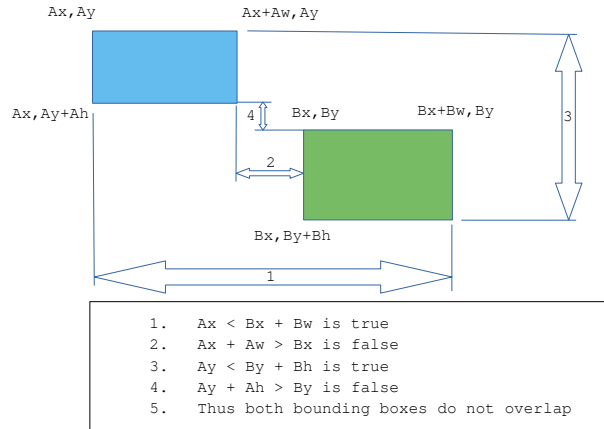 Ax,Ay
Ax+Aw,Ay
Ax,Ay+Ah
4
Bx,By
Bx+Bw,By
3
2
Bx,By+Bh
1
1. Ax < Bx + Bw is true
2. Ax + Aw > Bx is false
3. Ay < By + Bh is true
4. Ay + Ah > By is false
5. Thus both bounding boxes do not overlap